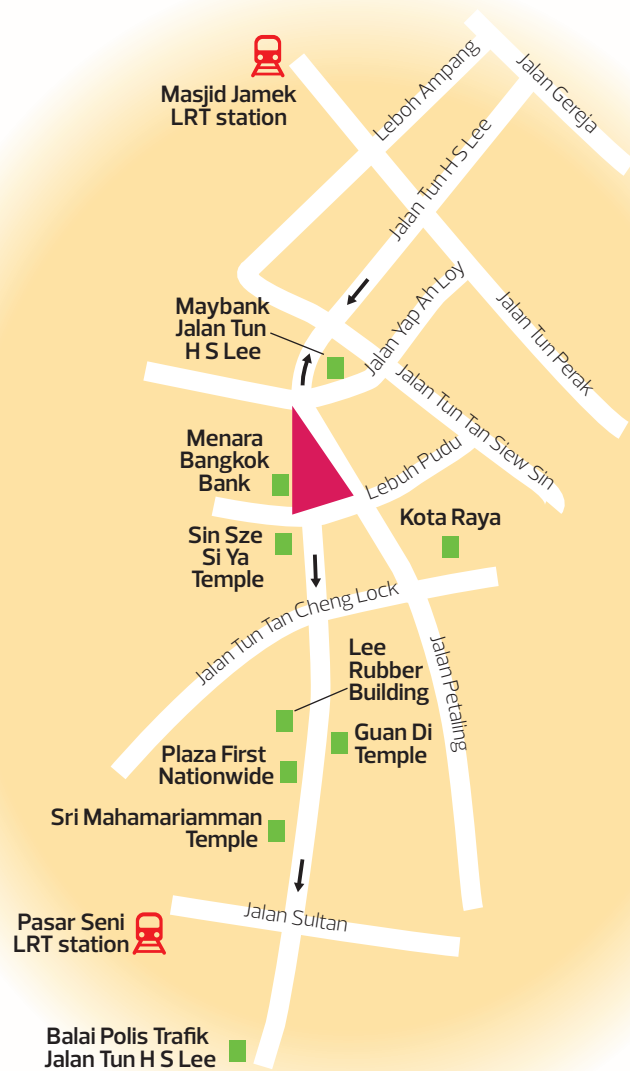 Masjid Jamek
LRT station
Leboh Ampang
Jalan Gereja
Jalan Tun H S Lee
Maybank
Jalan Tun
H S Lee
Jalan Yap Ah Loy
Jalan Tun Perak
Jalan Tun Tan Siew Sin
Menara
Bangkok
Bank
Lebuh Pudu
Kota Raya
Sin Sze
Si Ya
Temple
Jalan Tun Tan Cheng Lock
Lee
Rubber
Building
Jalan Petaling
Guan Di
Temple
Plaza First
Nationwide
Sri Mahamariamman
Temple
Jalan Sultan
Pasar Seni
LRT station
Balai Polis Trafik
Jalan Tun H S Lee